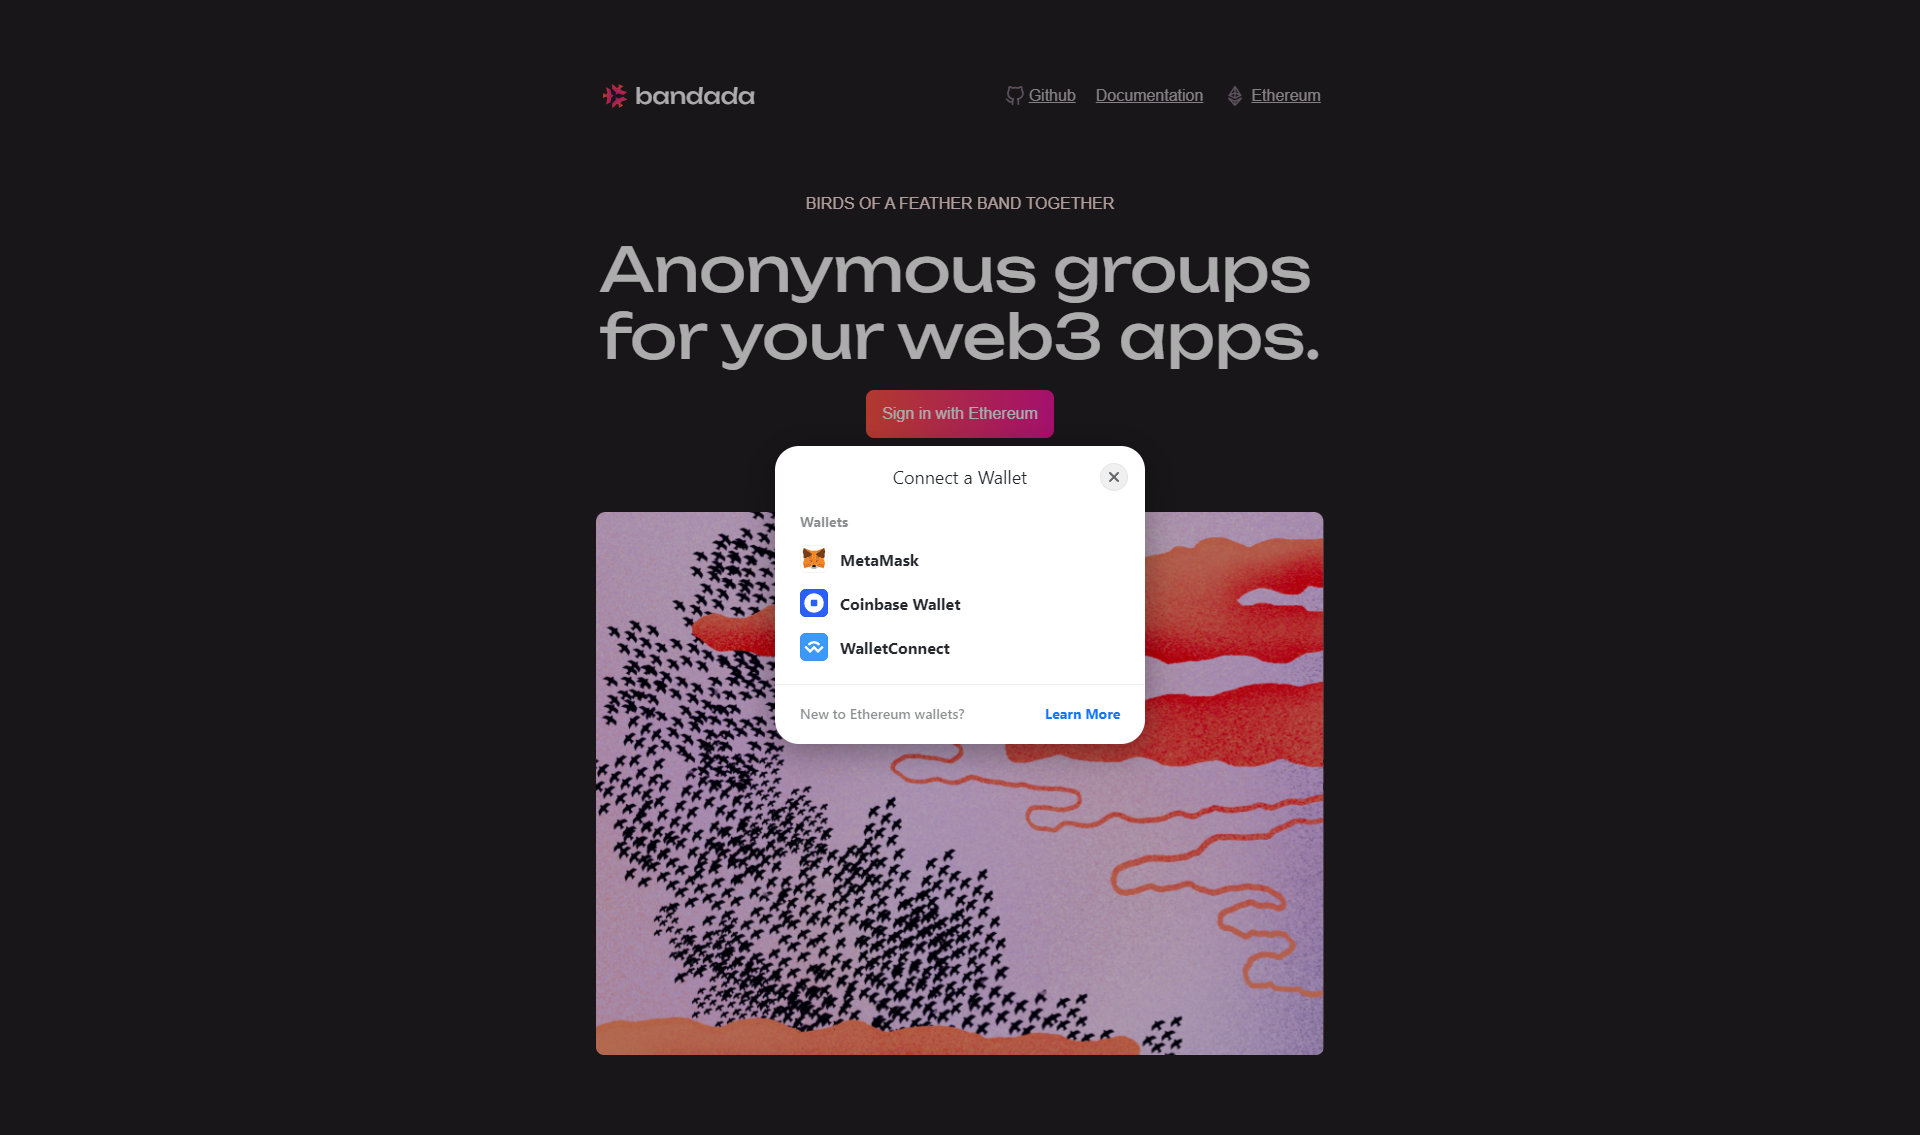 bandada
Github Documentation Ethereum
BIRDS OF A FEATHER BAND TOGETHER
Anonymous groups
for your web3 apps.
Sign in with Ethereum
Connect a Wallet
Wallets
MetaMask
Coinbase Wallet
WalletConnect
New to Ethereum wallets? Learn More